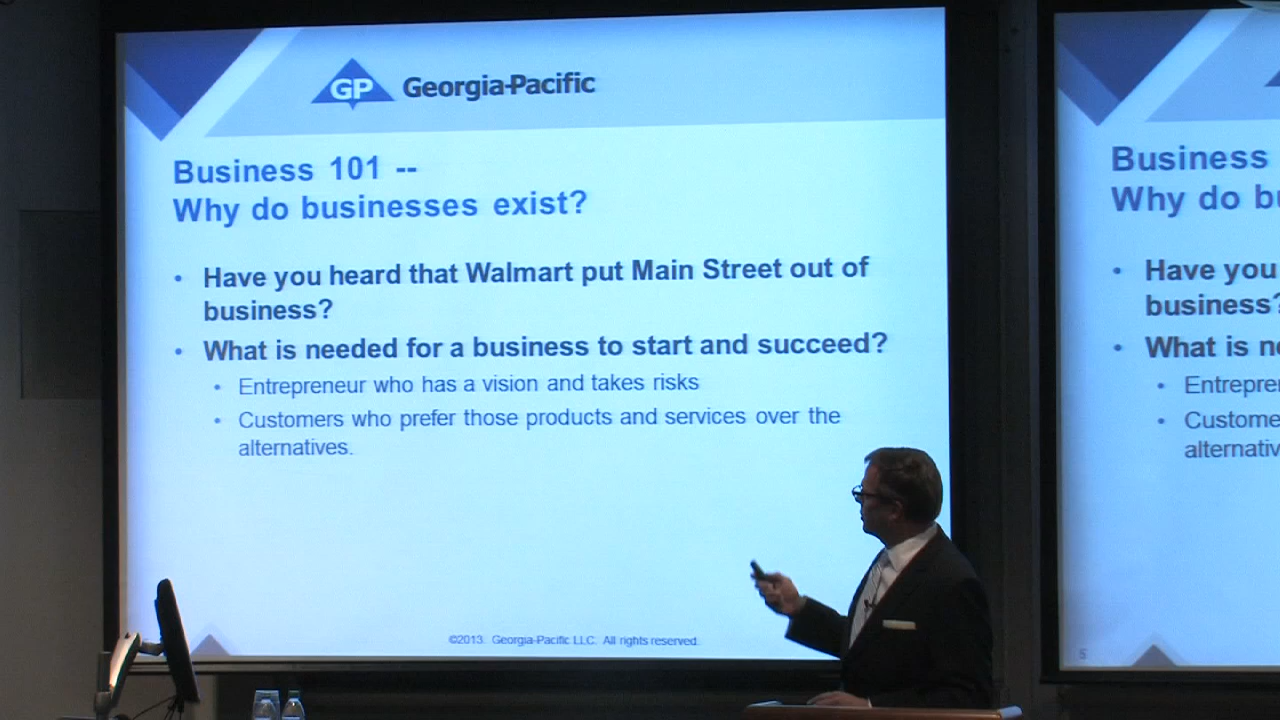 GP Georgia-Pacific
Business 101 --
Why do businesses exist?
• Have you heard that Walmart put Main Street out of
business?
• What is needed for a business to start and succeed?
• Entrepreneur who has a vision and takes risks
• Customers who prefer those products and services over the
alternatives.
©2013. Georgia-Pacific LLC. All rights reserved.
Business
Why do bu
• Have you
business?
• What is ne
• Entreprer
• Custome
alternativ
5